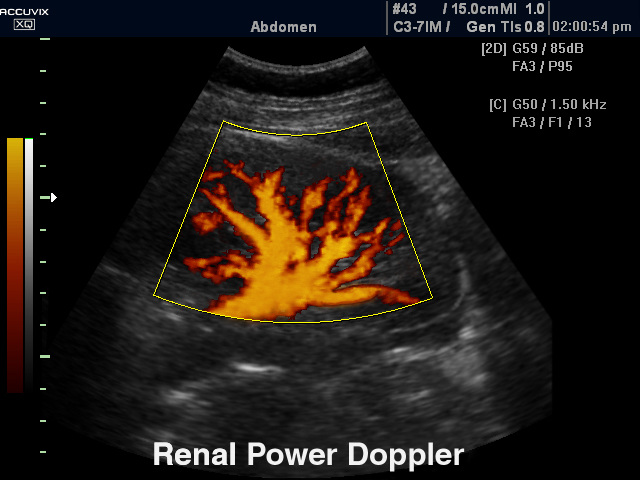 ACCUVIX
XQ
Abdomen
#43 / 15.0cm MI 1.0
C3-7IM / Gen TIs 0.8
02:00:54 pm
[2D] G59 / 85dB
FA3 / P95
[C] G50 / 1.50 kHz
FA3 / F1 / 13
Renal Power Doppler